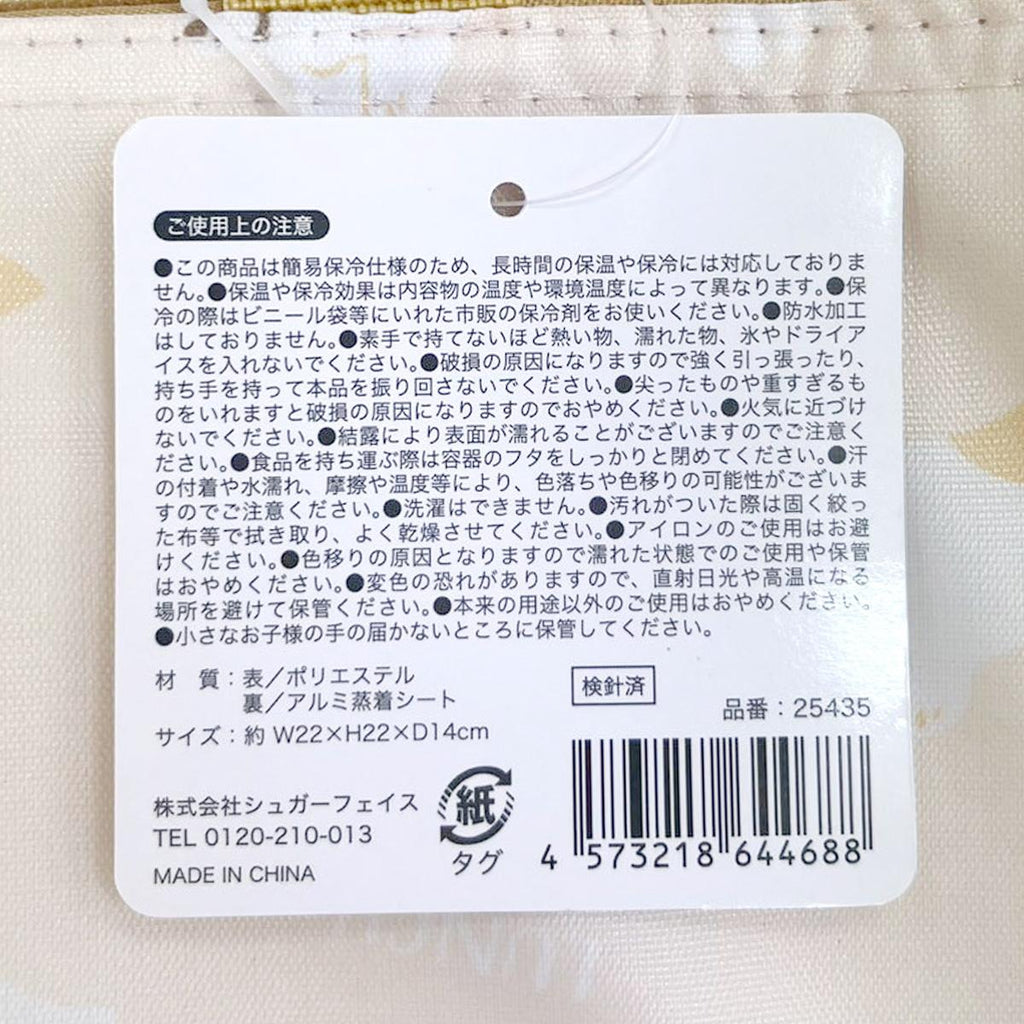 ご使用上の注意
●この商品は簡易保冷仕様のため、長時間の保温や保冷には対応しておりま
せん。●保温や保冷効果は内容物の温度や環境温度によって異なります。●保
冷の際はビニール袋等にいれた市販の保冷剤をお使いください。●防水加工
はしておりません。●素手で持てないほど熱い物、濡れた物、氷やドライア
イスを入れないでください。●破損の原因になりますので強く引っ張ったり、
持ち手を持って本品を振り回さないでください。●尖ったものや重すぎるも
のをいれますと破損の原因になりますのでおやめください。●火気に近づけ
ないでください。●結露により表面が濡れることがございますのでご注意く
ださい。●食品を持ち運ぶ際は容器のフタをしっかりと閉めてください。●汗
の付着や水濡れ、摩擦や温度等により、色落ちや色移りの可能性がございま
すのでご注意ください。●洗濯はできません。●汚れがついた際は固く絞っ
た布等で拭き取り、よく乾燥させてください。●アイロンのご使用はお避
けください。●色移りの原因となりますので濡れた状態でのご使用や保管
はおやめください。●変色の恐れがありますので、直射日光や高温になる
場所を避けて保管ください。●本来の用途以外のご使用はおやめください。
●小さなお子様の手の届かないところに保管してください。
材 質：表／ポリエステル
裏／アルミ蒸着シート
サイズ：約 W22×H22×D14cm
検針済
品番：25435
株式会社シュガーフェイス
TEL 0120-210-013
MADE IN CHINA
紙
タグ
4 573218 644688